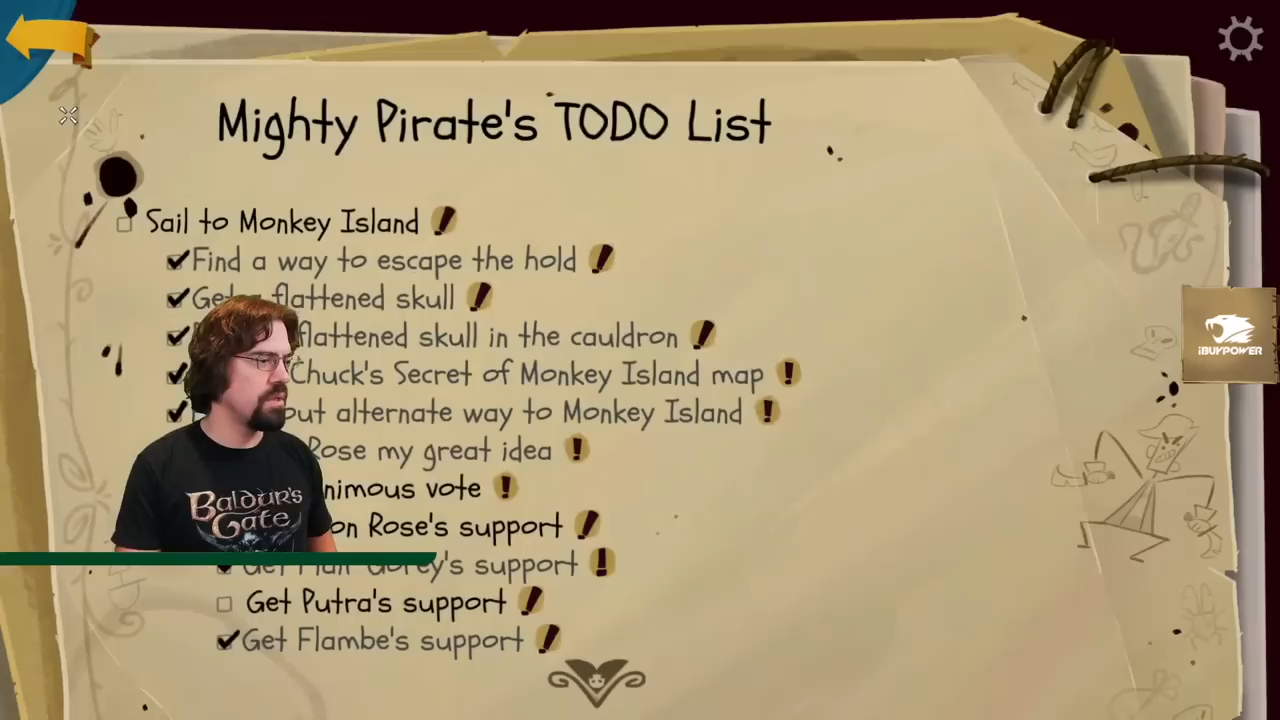 Mighty Pirate's TODO List
Sail to Monkey Island
Find a way to escape the hold
Get flattened skull
flattened skull in the cauldron
Chuck's Secret of Monkey Island map
out alternate way to Monkey Island
Rose my great idea
vote
Rose's support
support
Get Putra's support
Get Flambe's support
BALDUR'S
GATE
iBUYPOWER